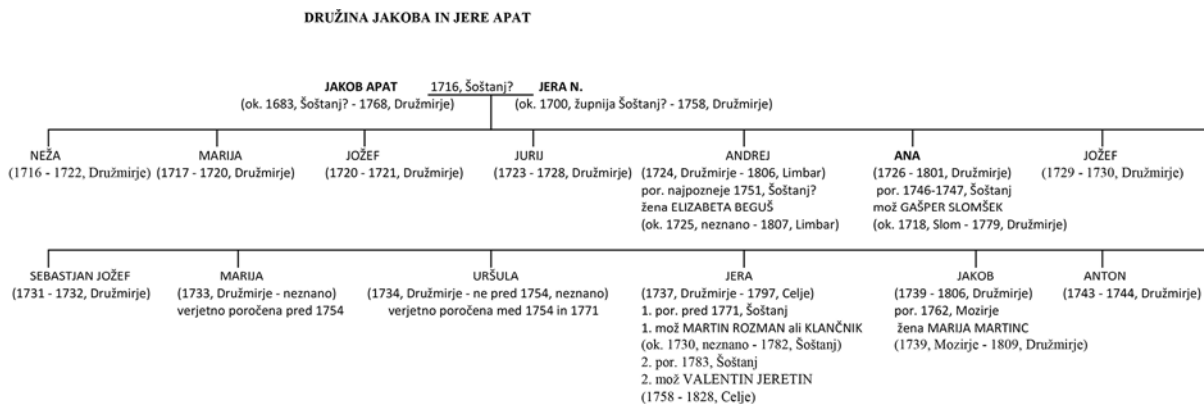 DRUŽINA JAKOBA IN JERE APAT
JAKOB APAT
1716, Šoštanj?
JERA N.
(ok. 1683, Šoštanj? - 1768, Družmirje)
(ok. 1700, župnija Šoštanj? - 1758, Družmirje)
NEŽA
(1716 - 1722, Družmirje)
MARIJA
(1717 - 1720, Družmirje)
JOŽEF
(1720 - 1721, Družmirje)
JURIJ
(1723 - 1728, Družmirje)
ANDREJ
(1724, Družmirje - 1806, Limbar)
por. najpozneje 1751, Šoštanj?
žena ELIZABETA BEGUŠ
(ok. 1725, neznano - 1807, Limbar)
ANA
(1726 - 1801, Družmirje)
por. 1746-1747, Šoštanj
mož GAŠPER SLOMŠEK
(ok. 1718, Slom - 1779, Družmirje)
JOŽEF
(1729 - 1730, Družmirje)
SEBASTJAN JOŽEF
(1731 - 1732, Družmirje)
MARIJA
(1733, Družmirje - neznano)
verjetno poročena pred 1754
URŠULA
(1734, Družmirje - ne pred 1754, neznano)
verjetno poročena med 1754 in 1771
JERA
(1737, Družmirje - 1797, Celje)
1. por. pred 1771, Šoštanj
1. mož MARTIN ROZMAN ali KLANČNIK
(ok. 1730, neznano - 1782, Šoštanj)
2. por. 1783, Šoštanj
2. mož VALENTIN JERETIN
(1758 - 1828, Celje)
JAKOB
(1739 - 1806, Družmirje)
por. 1762, Mozirje
žena MARIJA MARTINC
(1739, Mozirje - 1809, Družmirje)
ANTON
(1743 - 1744, Družmirje)